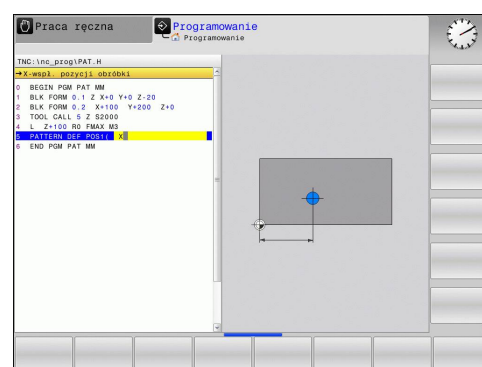 Praca ręczna
Programowanie
Programowanie
TNC:\nc_prog\PAT.H
→X-wspł. pozycji obróbki
0 BEGIN PGM PAT MM
1 BLK FORM 0.1 Z X+0 Y+0 Z-20
2 BLK FORM 0.2 X+100 Y+200 Z+0
3 TOOL CALL 5 Z S2000
4 L Z+100 R0 FMAX M3
5 PATTERN DEF POS1( X
6 END PGM PAT MM